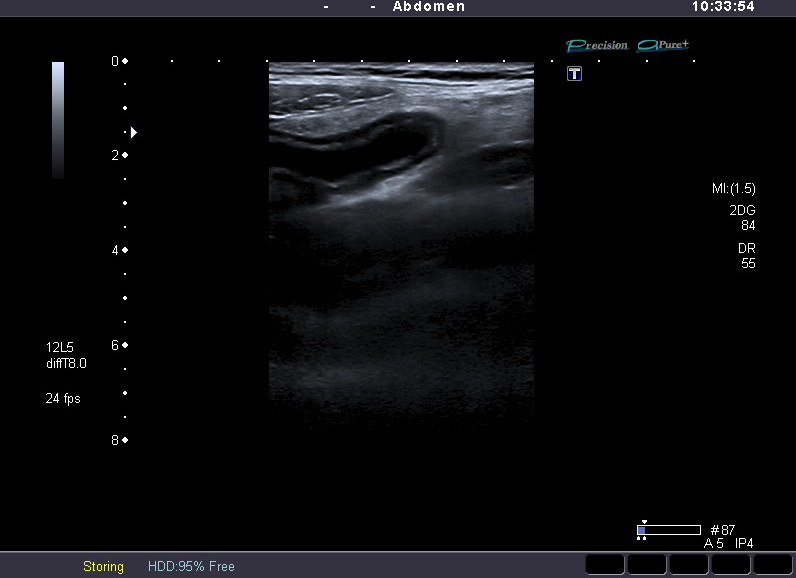 - - Abdomen 10:33:54
Precision APure+
T
0
2
4
6
8
MI:(1.5)
2DG
84
DR
55
12L5
diffT8.0
24 fps
#87
A 5 IP4
Storing HDD:95% Free